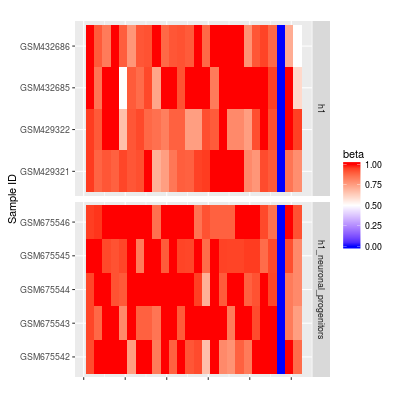 GSM432686
GSM432685
GSM429322
GSM429321
h1
GSM675546
GSM675545
GSM675544
GSM675543
GSM675542
h1_neuronal_progenitors
Sample ID
beta
1.00
0.75
0.50
0.25
0.00